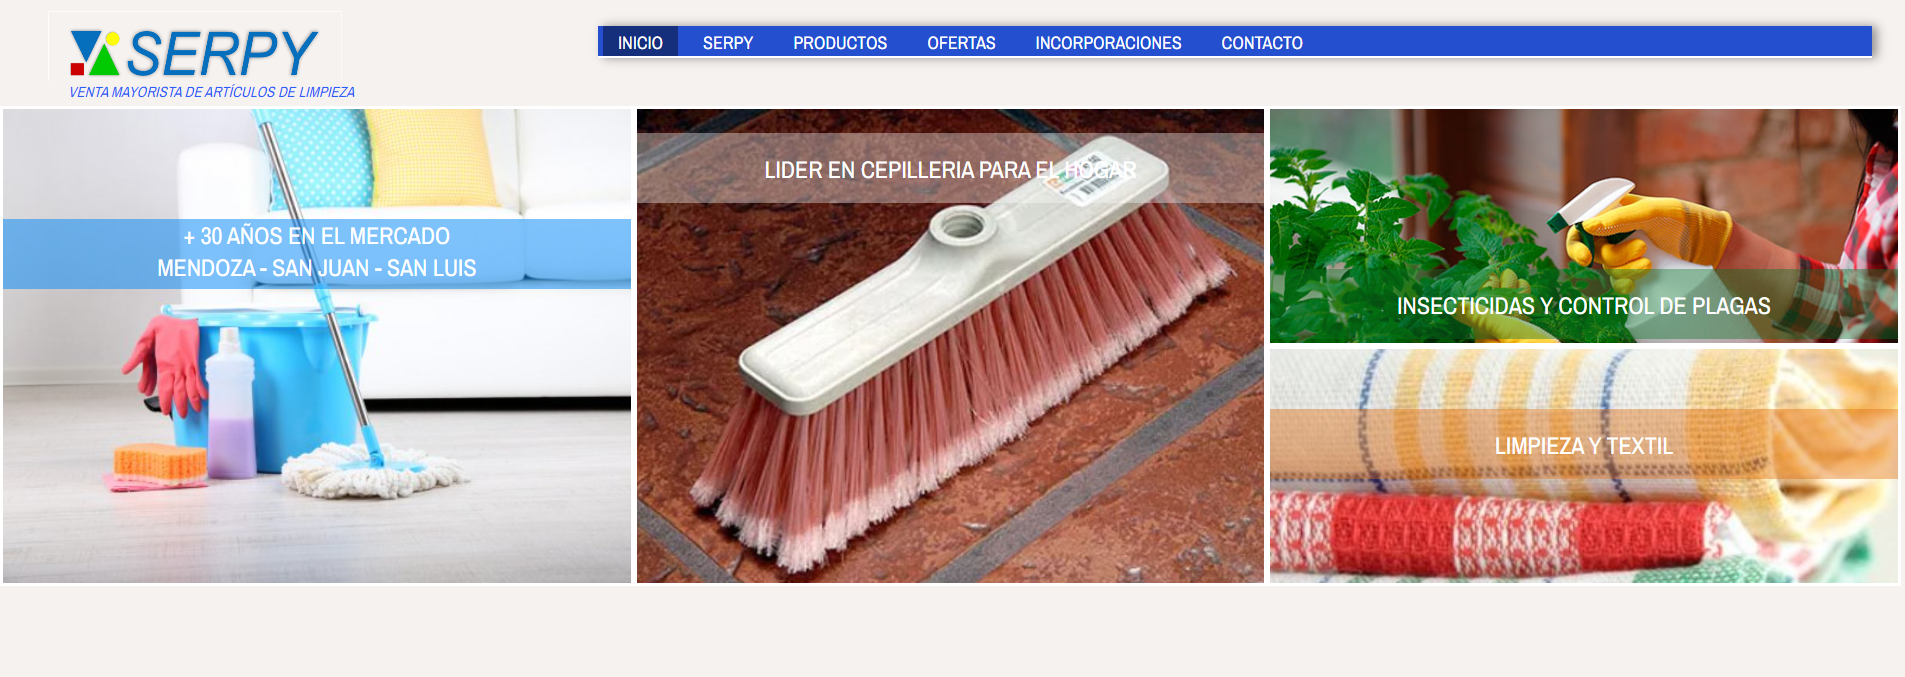 SERPY
VENTA MAYORISTA DE ARTÍCULOS DE LIMPIEZA
INICIO SERPY PRODUCTOS OFERTAS INCORPORACIONES CONTACTO
+ 30 AÑOS EN EL MERCADO
MENDOZA - SAN JUAN - SAN LUIS
LIDER EN CEPILLERIA PARA EL HOGAR
INSECTICIDAS Y CONTROL DE PLAGAS
LIMPIEZA Y TEXTIL